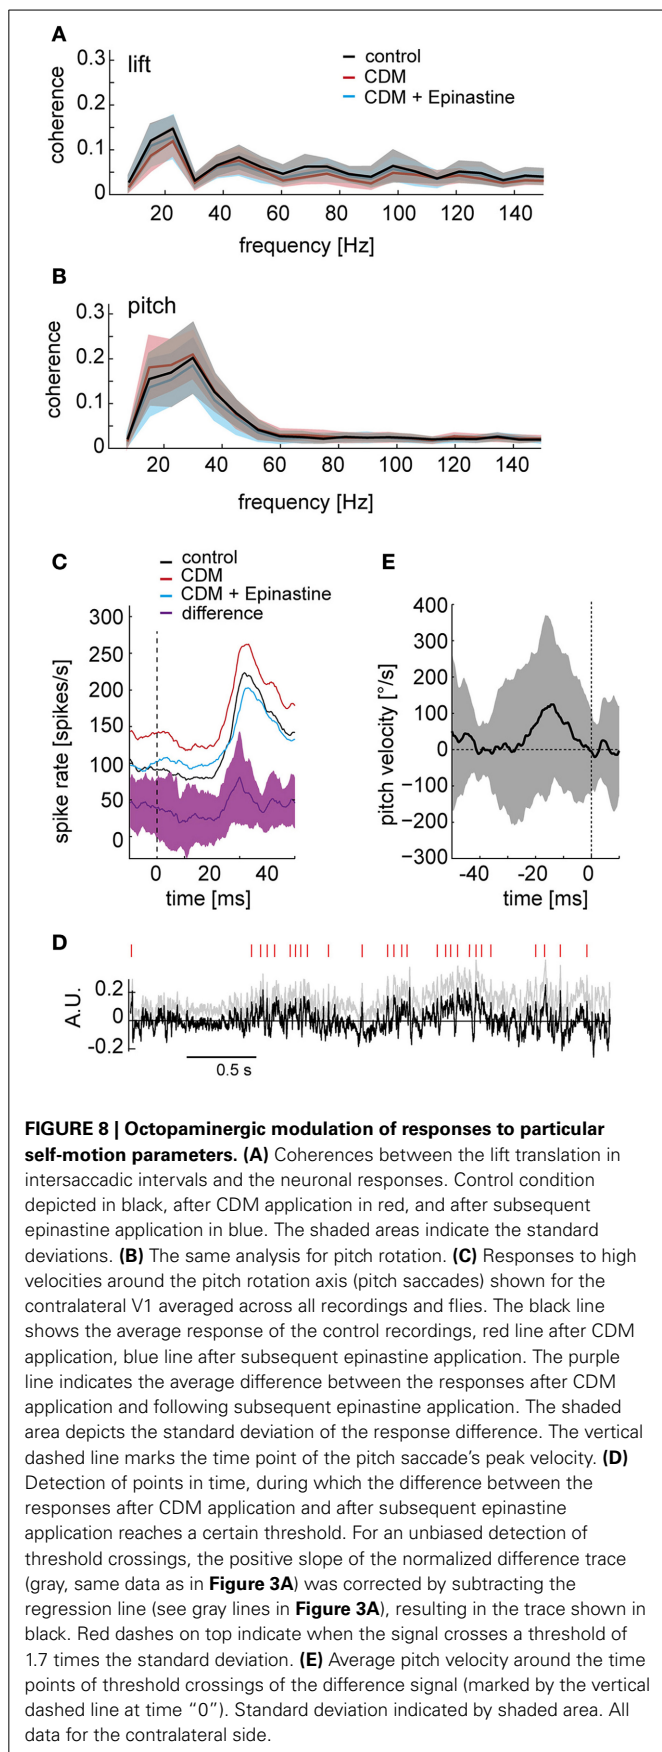 A
lift
control
CDM
CDM + Epinastine
coherence
0.3
0.2
0.1
0
20 40 60 80 100 120 140
frequency [Hz]
B
pitch
coherence
0.3
0.2
0.1
0
20 40 60 80 100 120 140
frequency [Hz]
C
control
CDM
CDM + Epinastine
difference
spike rate [spikes/s]
300
250
200
150
100
50
0
0 20 40
time [ms]
E
pitch velocity [°/s]
400
300
200
100
0
−100
−200
−300
-40 -20 0
time [ms]
D
A.U.
0.2
0
-0.2
0.5 s
FIGURE 8 | Octopaminergic modulation of responses to particular
self-motion parameters. (A) Coherences between the lift translation in
intersaccadic intervals and the neuronal responses. Control condition
depicted in black, after CDM application in red, and after subsequent
epinastine application in blue. The shaded areas indicate the standard
deviations. (B) The same analysis for pitch rotation. (C) Responses to high
velocities around the pitch rotation axis (pitch saccades) shown for the
contralateral V1 averaged across all recordings and flies. The black line
shows the average response of the control recordings, red line after CDM
application, blue line after subsequent epinastine application. The purple
line indicates the average difference between the responses after CDM
application and following subsequent epinastine application. The shaded
area depicts the standard deviation of the response difference. The vertical
dashed line marks the time point of the pitch saccade's peak velocity. (D)
Detection of points in time, during which the difference between the
responses after CDM application and after subsequent epinastine
application reaches a certain threshold. For an unbiased detection of
threshold crossings, the positive slope of the normalized difference trace
(gray, same data as in Figure 3A) was corrected by subtracting the
regression line (see gray lines in Figure 3A), resulting in the trace shown in
black. Red dashes on top indicate when the signal crosses a threshold of
1.7 times the standard deviation. (E) Average pitch velocity around the time
points of threshold crossings of the difference signal (marked by the vertical
dashed line at time “0”). Standard deviation indicated by shaded area. All
data for the contralateral side.